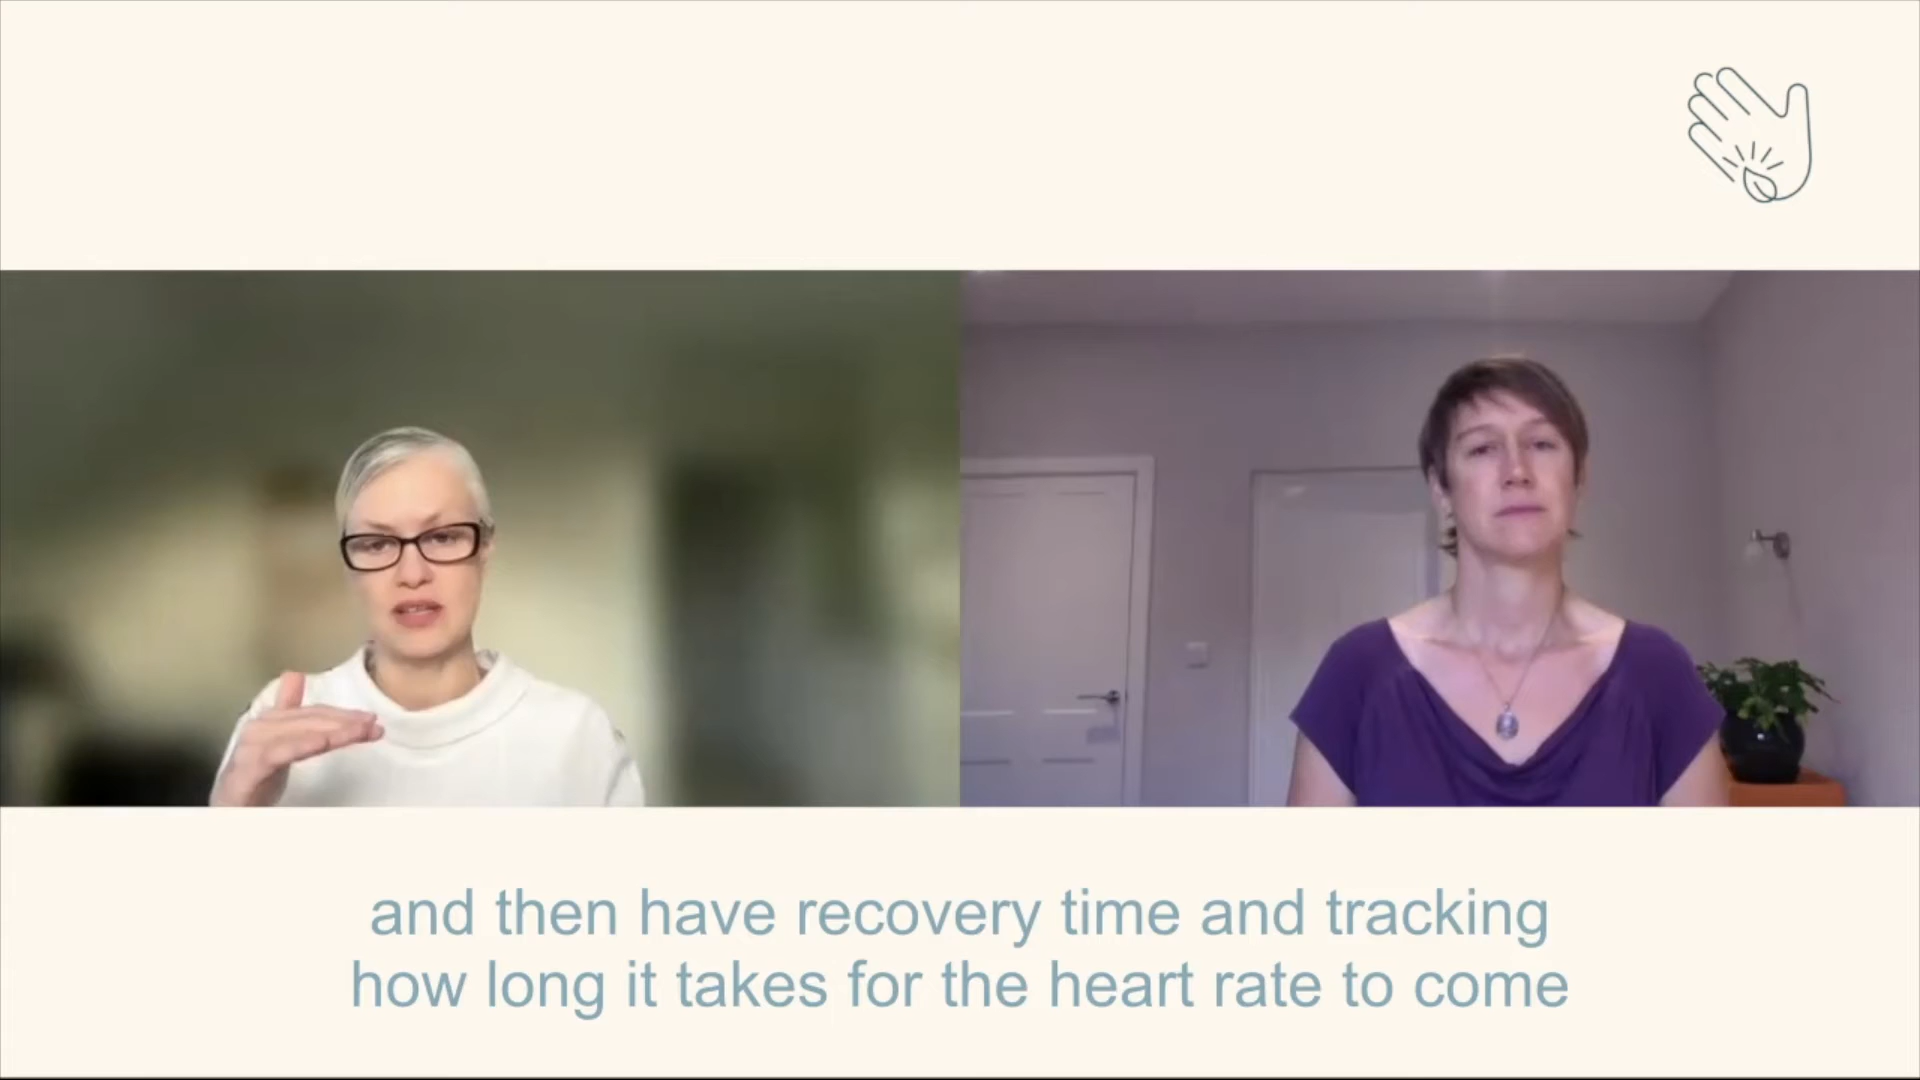 and then have recovery time and tracking
how long it takes for the heart rate to come